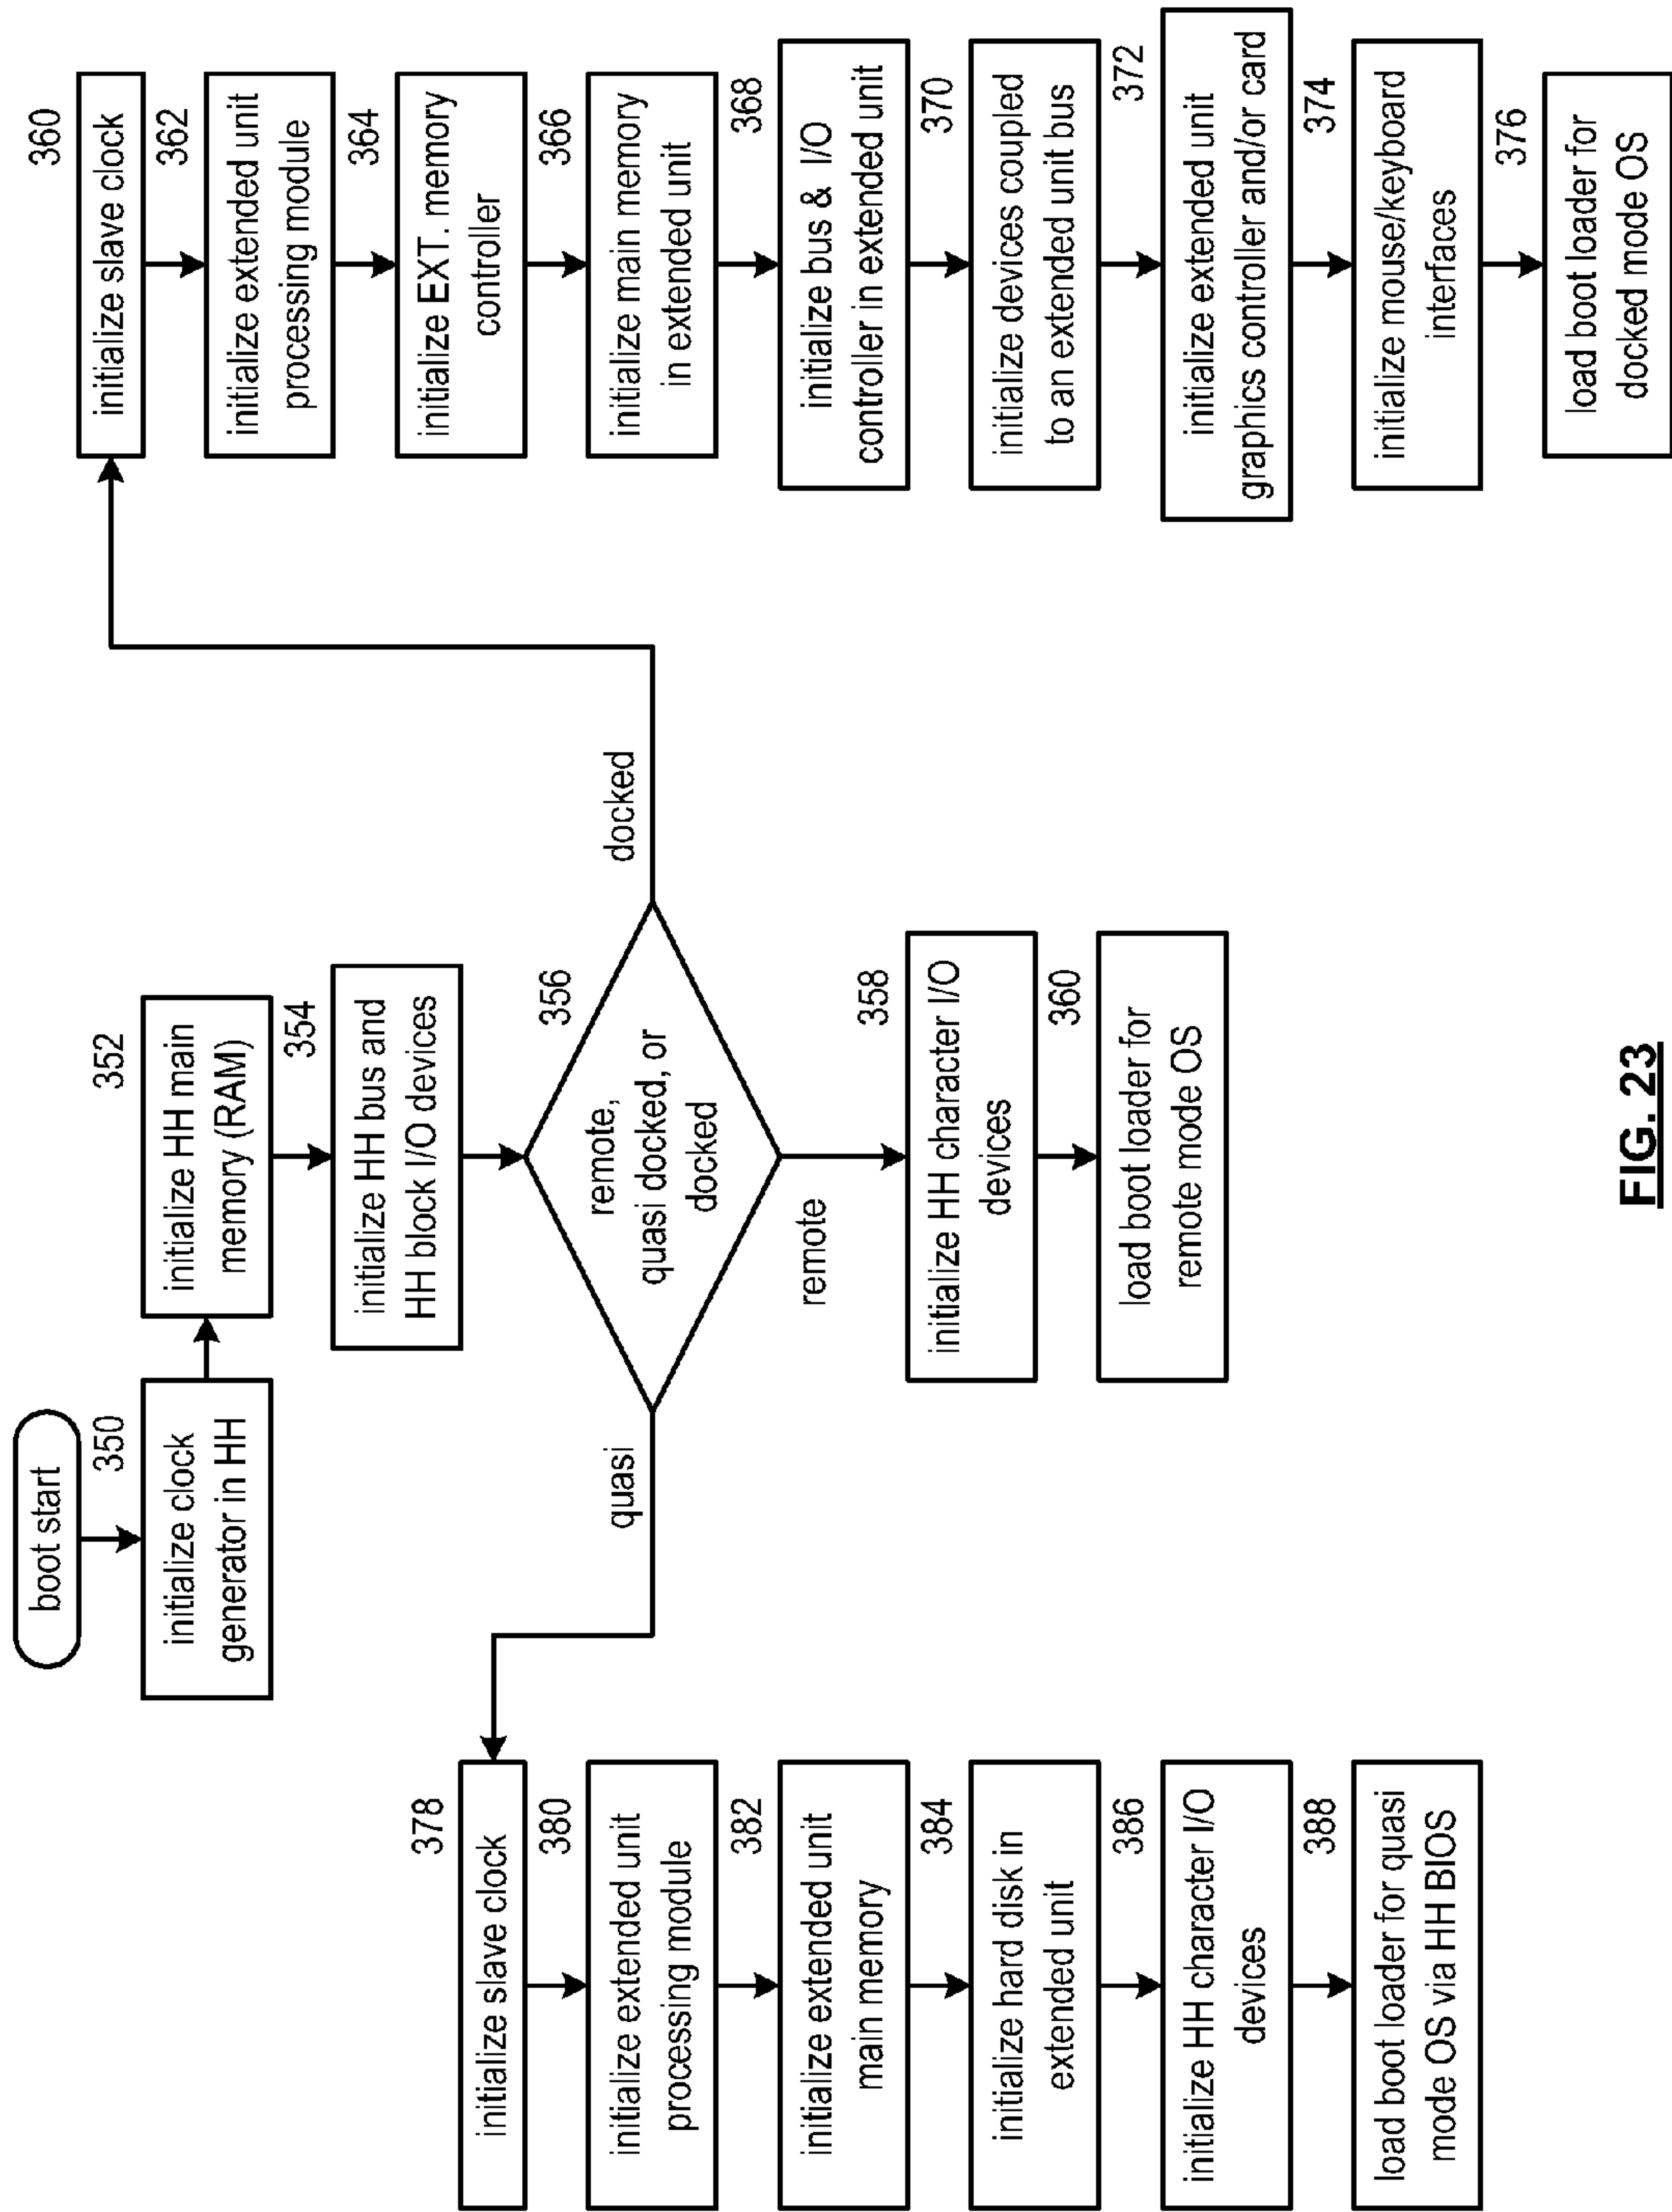 boot start
350
initialize clock
generator in HH
352
initialize HH main
memory (RAM)
354
initialize HH bus and
HH block I/O devices
356
remote,
quasi docked, or
docked
quasi
remote
docked
358
initialize HH character I/O
devices
360
load boot loader for
remote mode OS
360
initialize slave clock
362
initialize extended unit
processing module
364
initialize EXT. memory
controller
366
initialize main memory
in extended unit
368
initialize bus & I/O
controller in extended unit
370
initialize devices coupled
to an extended unit bus
372
initialize extended unit
graphics controller and/or card
374
initialize mouse/keyboard
interfaces
376
load boot loader for
docked mode OS
378
initialize slave clock
380
initialize extended unit
processing module
382
initialize extended unit
main memory
384
initialize hard disk in
extended unit
386
initialize HH character I/O
devices
388
load boot loader for quasi
mode OS via HH BIOS
FIG. 23